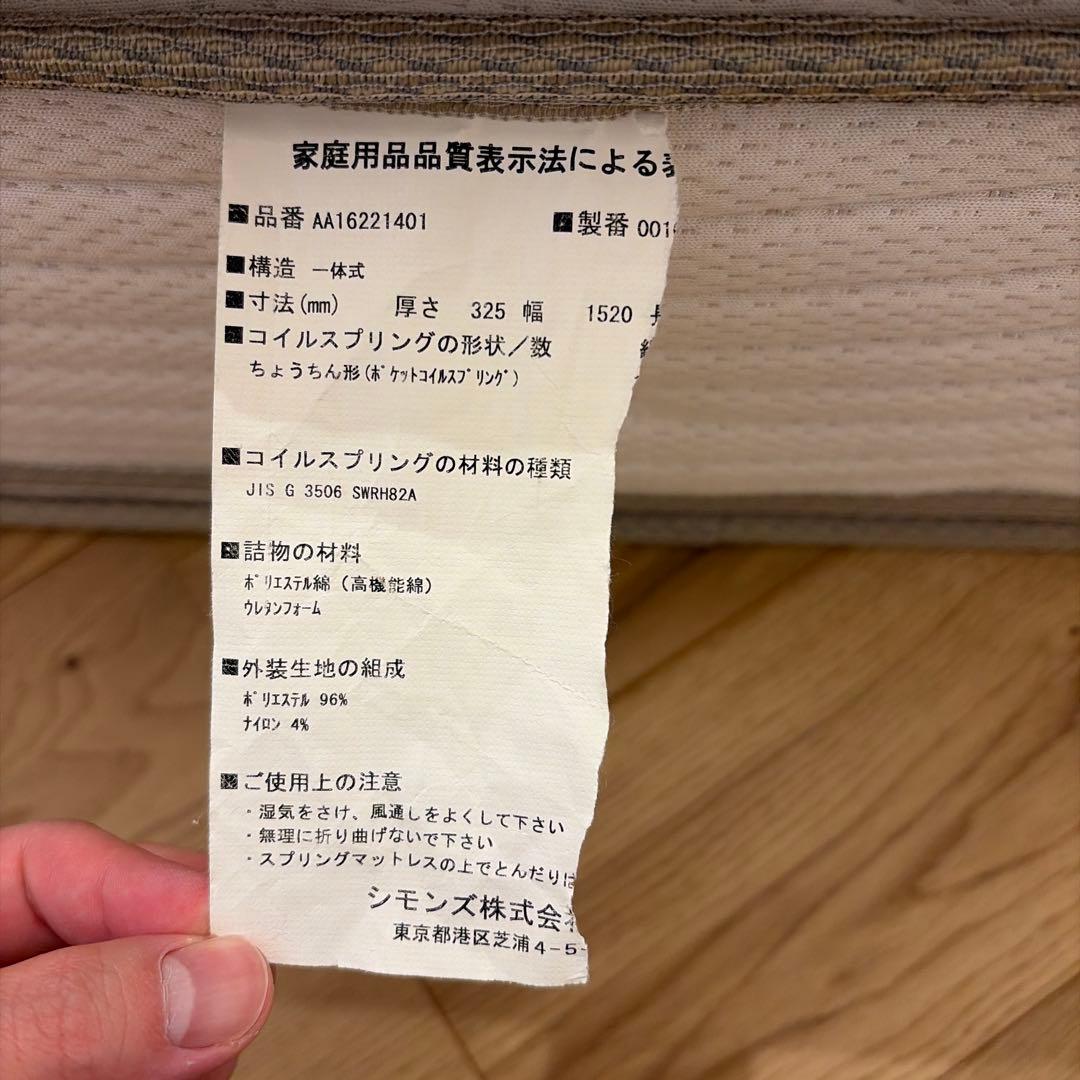 家庭用品品質表示法による
■品番 AA16221401 ■製番 001
■構造 一体式
■寸法(mm) 厚さ 325 幅 1520
■コイルスプリングの形状/数
ちょうちん形(ﾎﾟｹｯﾄｺｲﾙｽﾌﾟﾘﾝｸﾞ)
■コイルスプリングの材料の種類
JIS G 3506 SWRH82A
■詰物の材料
ﾎﾟﾘｴｽﾃﾙ綿 (高機能綿)
ｳﾚﾀﾝﾌｫｰﾑ
■外装生地の組成
ﾎﾟﾘｴｽﾃﾙ 96%
ﾅｲﾛﾝ 4%
■ご使用上の注意
・湿気をさけ、風通しをよくして下さい
・無理に折り曲げないで下さい
・スプリングマットレスの上でとんだりは
シモンズ株式会
東京都港区芝浦4-5